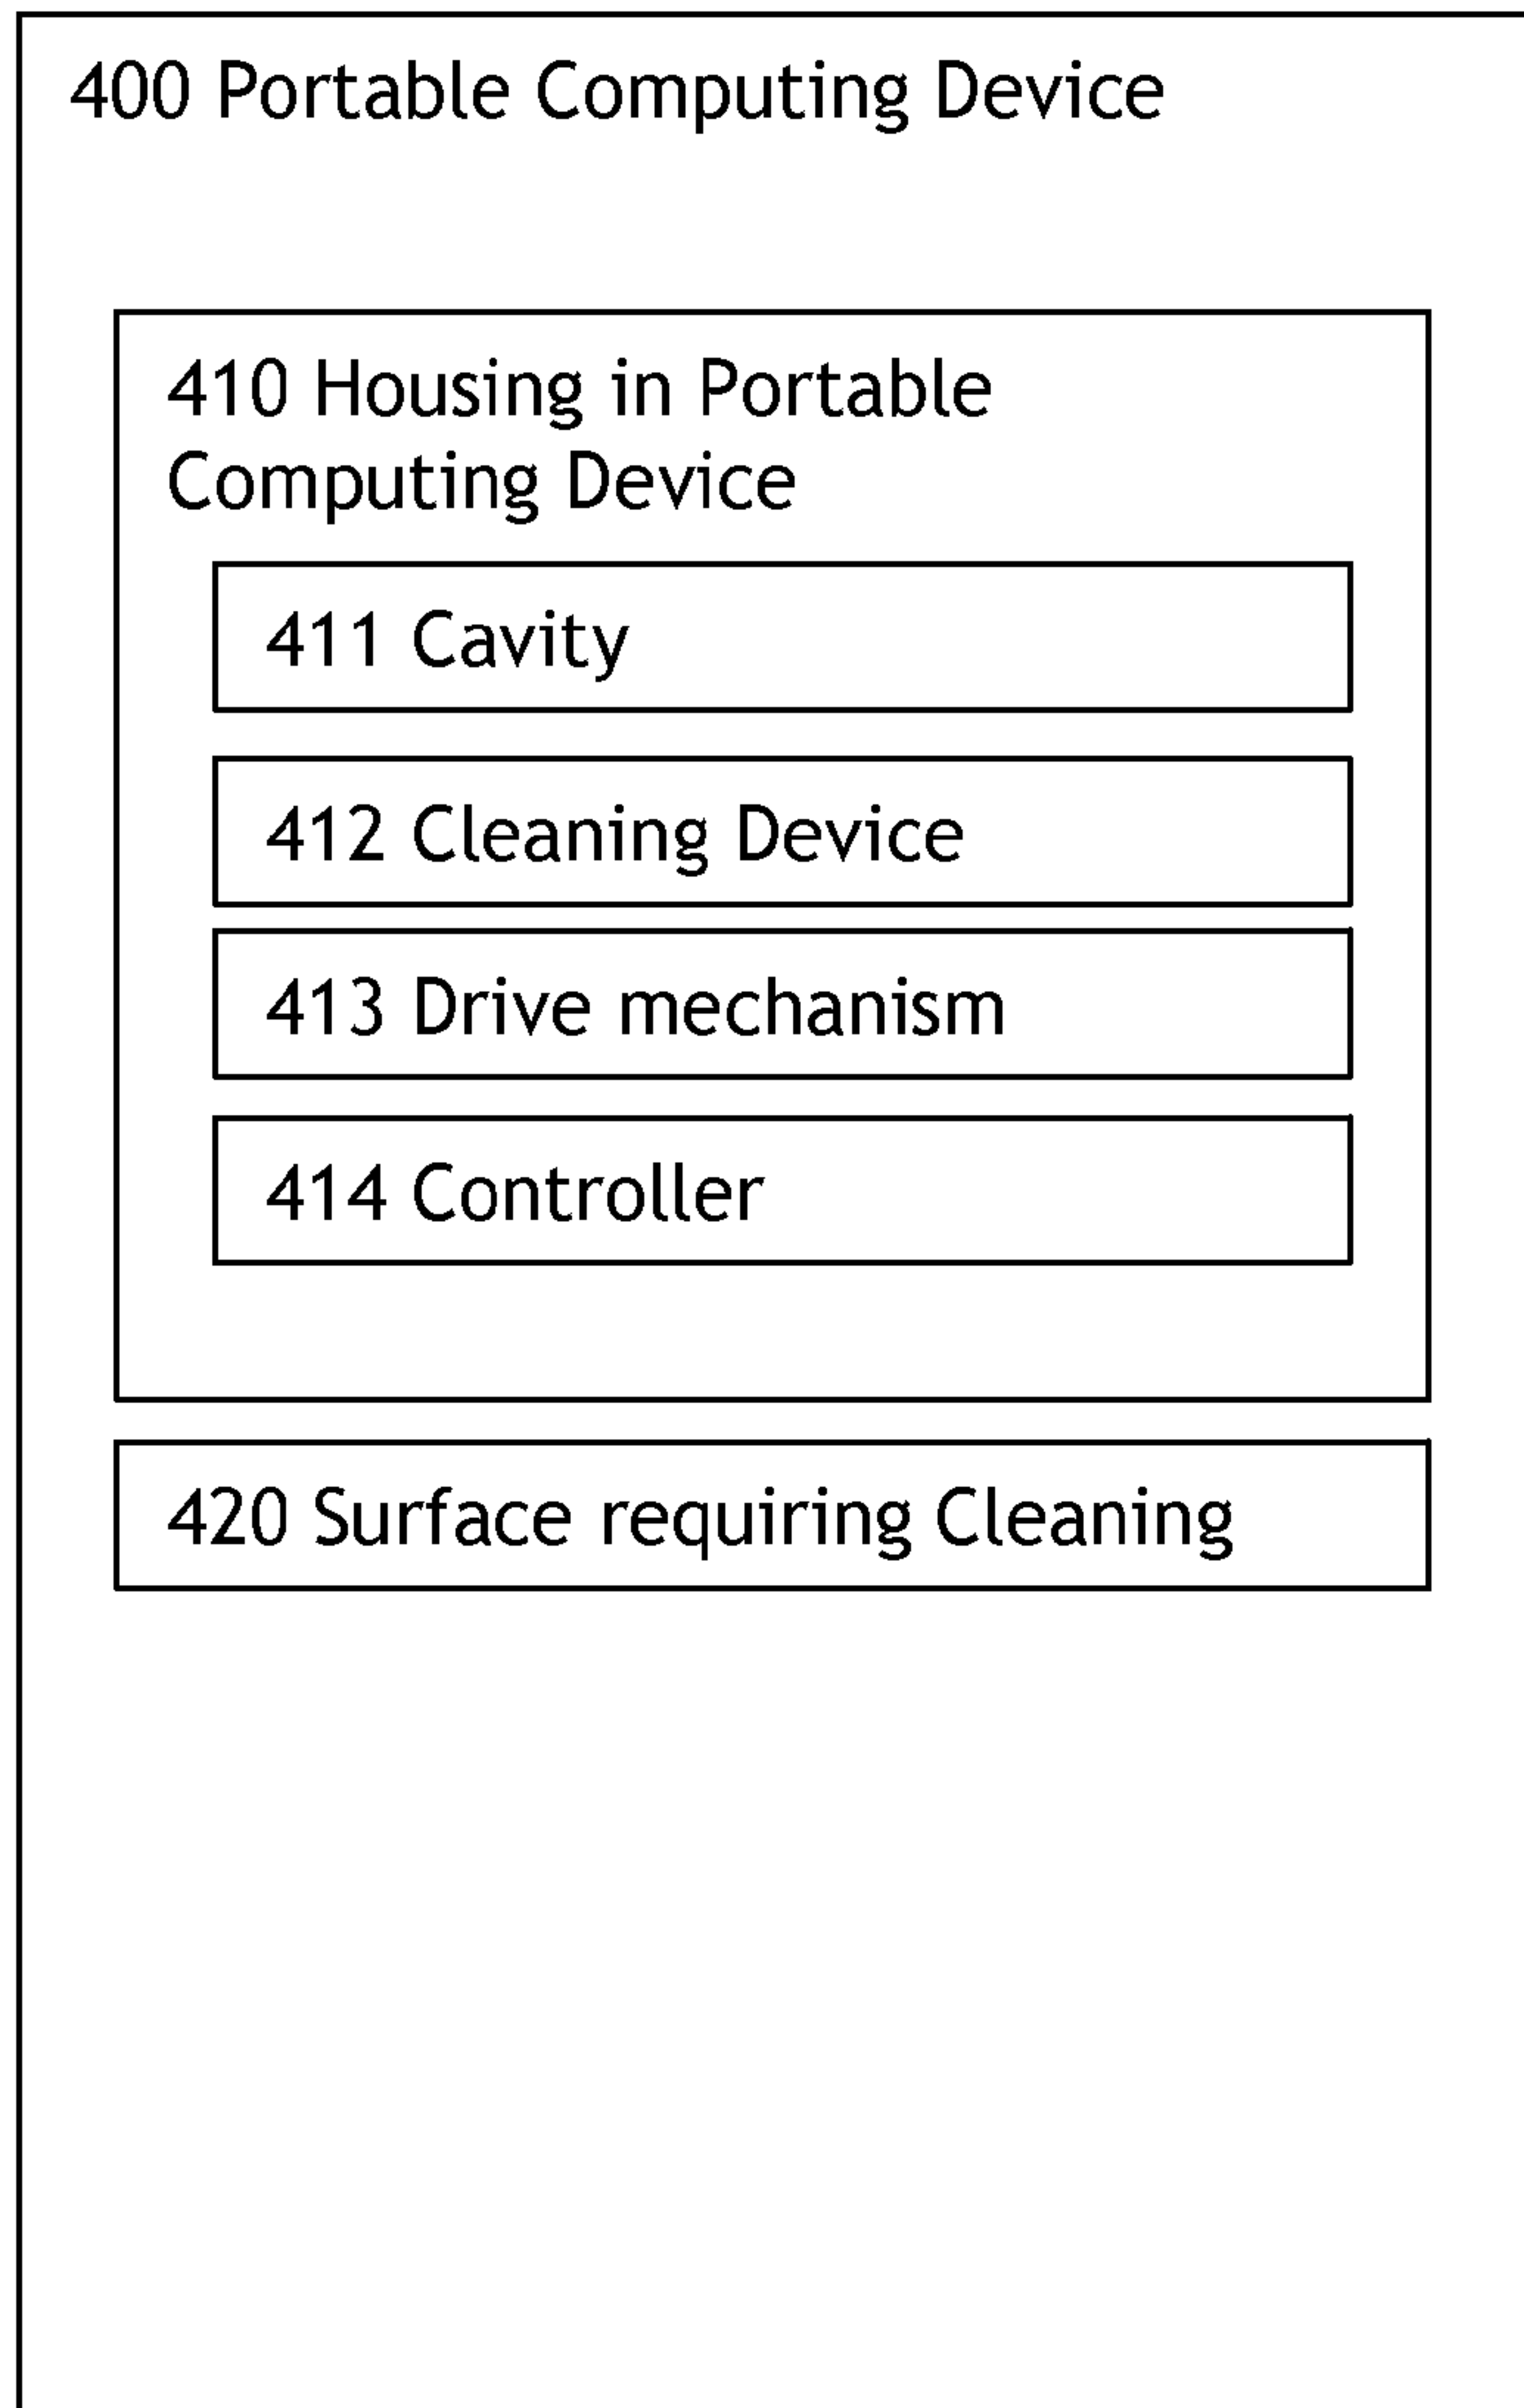 400 Portable Computing Device
410 Housing in Portable
Computing Device
411 Cavity
412 Cleaning Device
413 Drive mechanism
414 Controller
420 Surface requiring Cleaning